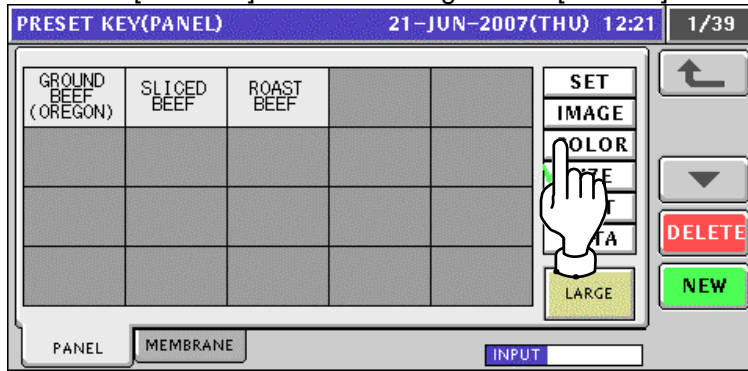 PRESET KEY(PANEL) 21-JUN-2007(THU) 12:21 1/39
GROUND
BEEF
(OREGON)
SLICED
BEEF
ROAST
BEEF
SET
IMAGE
COLOR
LARGE
DELETE
NEW
PANEL
MEMBRANE
INPUT